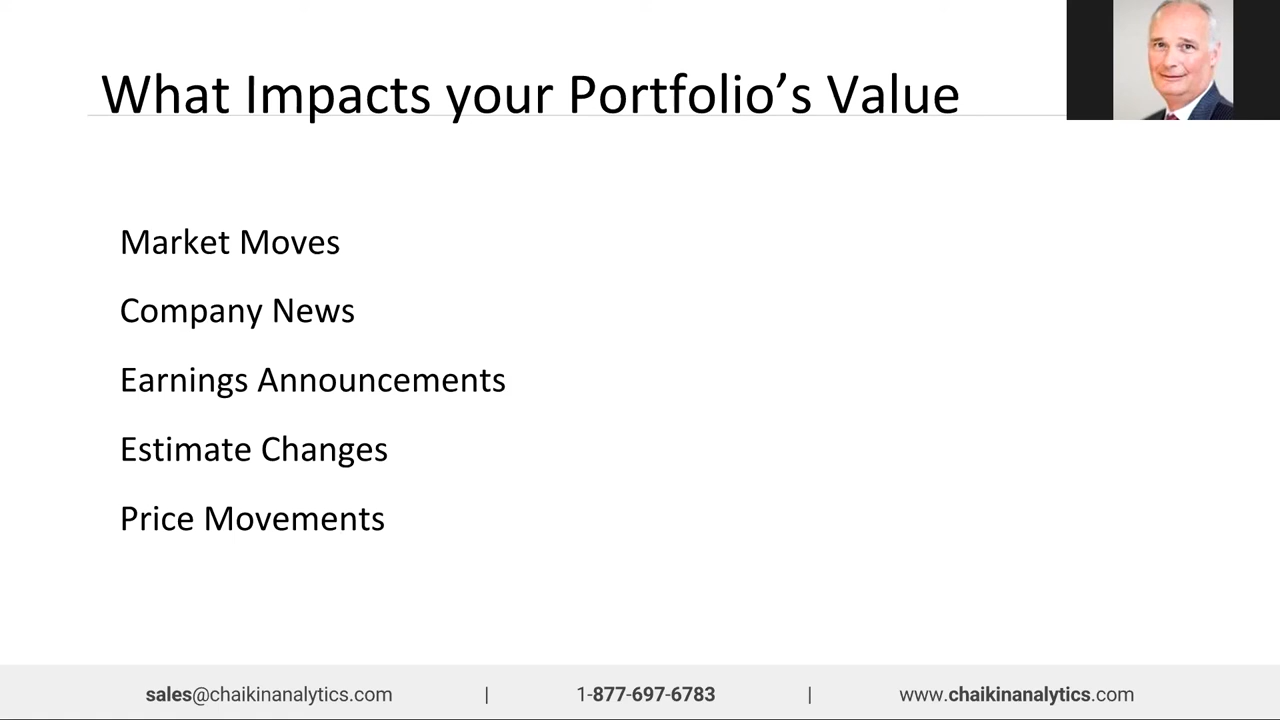 What Impacts your Portfolio’s Value
Market Moves
Company News
Earnings Announcements
Estimate Changes
Price Movements
sales@chaikinanalytics.com | 1-877-697-6783 | www.chaikinanalytics.com